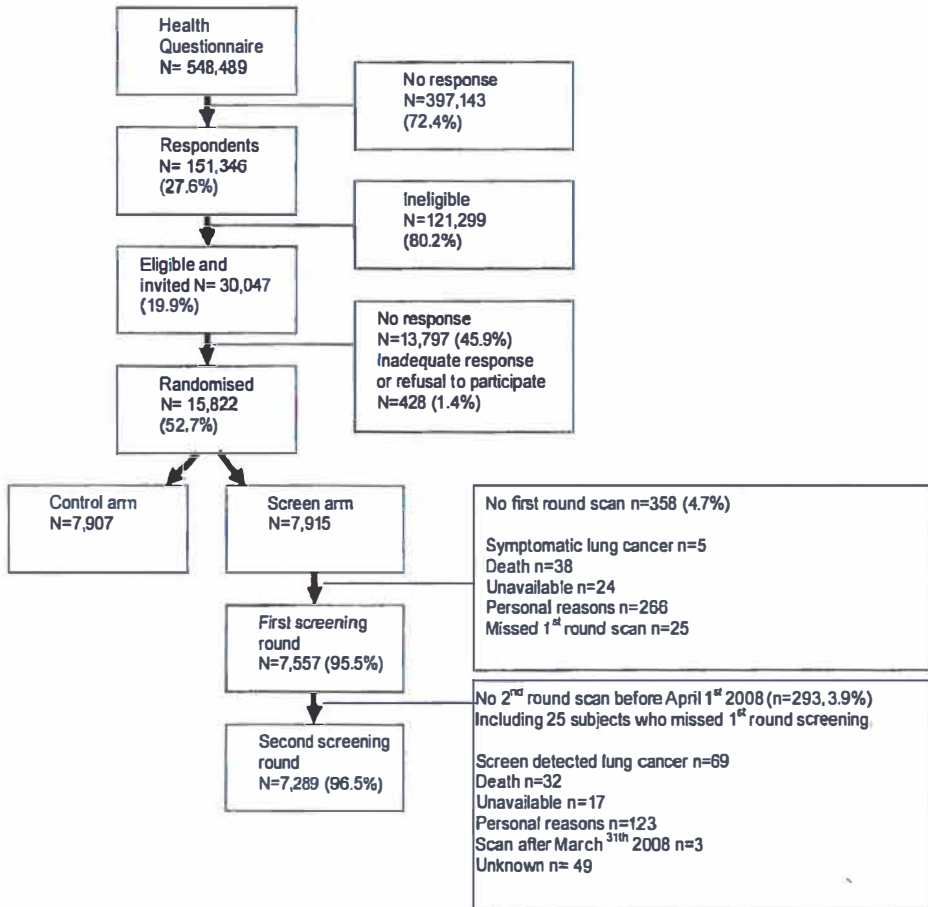 Health
Questionnaire
N= 548,489
No response
N=397,143
(72.4%)
Respondents
N= 151,346
(27.6%)
Ineligible
N=121,299
(80.2%)
Eligible and
invited N= 30,047
(19.9%)
No response
N=13,797 (45.9%)
Inadequate response
or refusal to participate
N=428 (1.4%)
Randomised
N= 15,822
(52.7%)
Control arm
N=7,907
Screen arm
N=7,915
No first round scan n=358 (4.7%)
Symptomatic lung cancer n=5
Death n=38
Unavailable n=24
Personal reasons n=266
Missed 1st round scan n=25
First screening
round
N=7,557 (95.5%)
No 2nd round scan before April 1st 2008 (n=293, 3.9%)
Including 25 subjects who missed 1st round screening
Screen detected lung cancer n=69
Death n=32
Unavailable n=17
Personal reasons n=123
Scan after March 31th 2008 n=3
Unknown n= 49
Second screening
round
N=7,289 (96.5%)